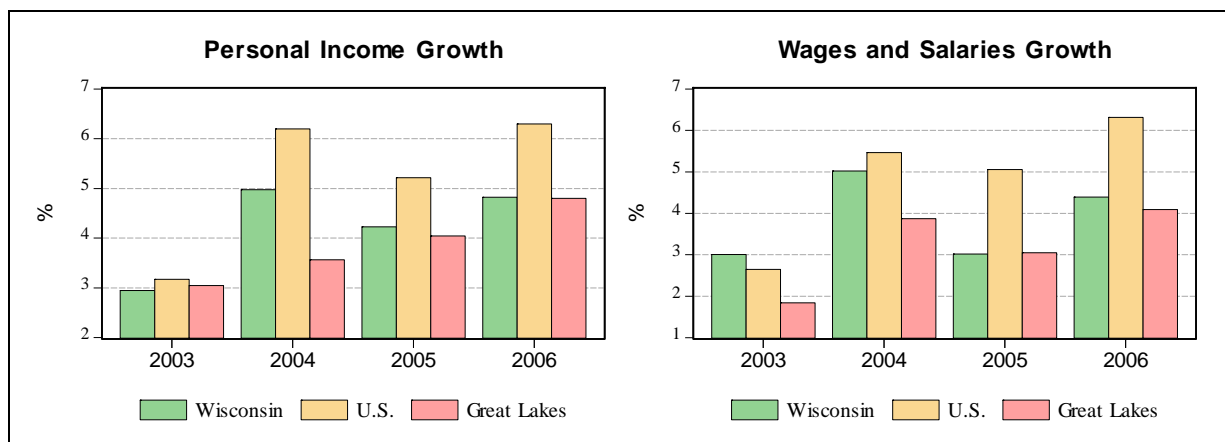 Personal Income Growth
7
6
5
4
3
2
%
2003 2004 2005 2006
Wisconsin U.S. Great Lakes
Wages and Salaries Growth
7
6
5
4
3
2
1
%
2003 2004 2005 2006
Wisconsin U.S. Great Lakes